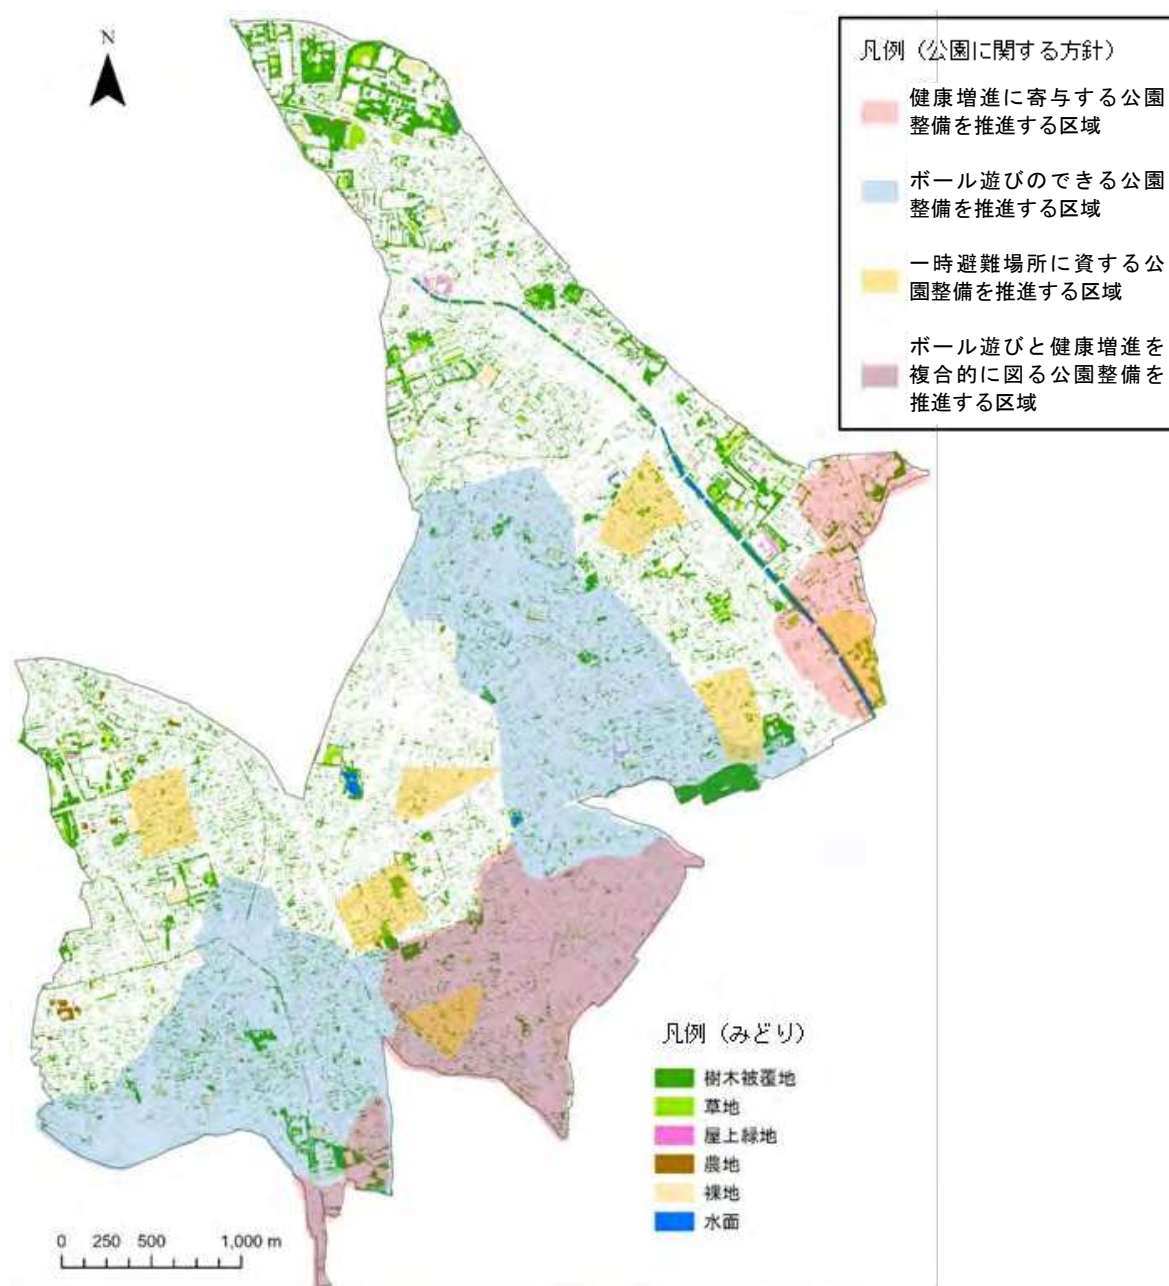 N
凡例（公園に関する方針）
健康増進に寄与する公園
整備を推進する区域
ボール遊びのできる公園
整備を推進する区域
一時避難場所に資する公
園整備を推進する区域
ボール遊びと健康増進を
複合的に図る公園整備を
推進する区域
凡例（みどり）
樹木被覆地
草地
屋上緑地
農地
裸地
水面
0 250 500 1,000 m